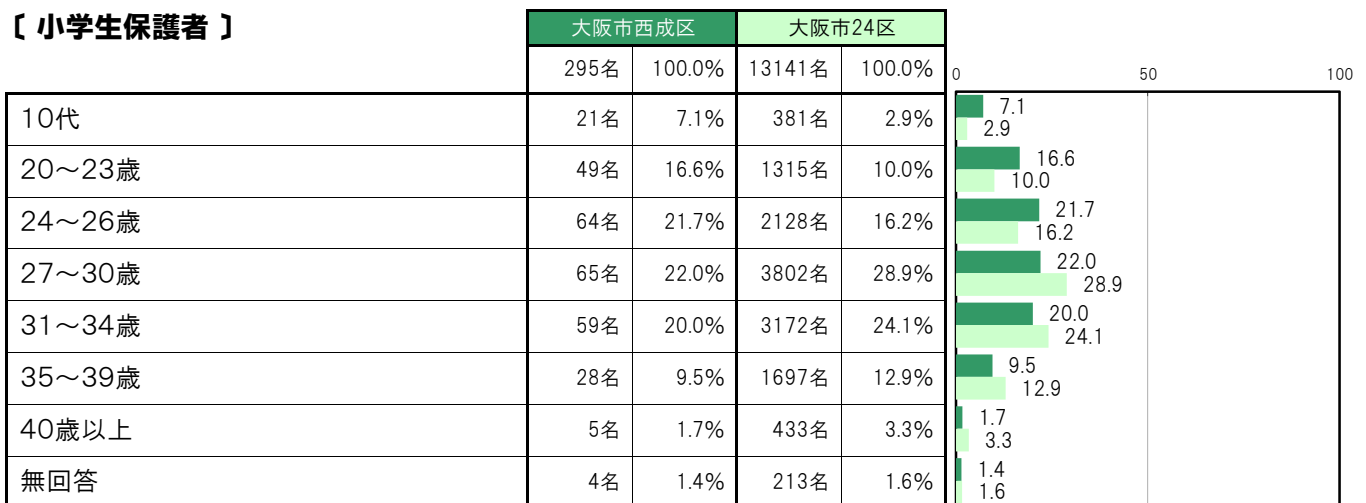 〔 小学生保護者 〕
大阪市西成区 大阪市24区
295名 100.0% 13141名 100.0%
0 50 100
10代 21名 7.1% 381名 2.9% 7.1
2.9
20～23歳 49名 16.6% 1315名 10.0% 16.6
10.0
24～26歳 64名 21.7% 2128名 16.2% 21.7
16.2
27～30歳 65名 22.0% 3802名 28.9% 22.0
28.9
31～34歳 59名 20.0% 3172名 24.1% 20.0
24.1
35～39歳 28名 9.5% 1697名 12.9% 9.5
12.9
40歳以上 5名 1.7% 433名 3.3% 1.7
3.3
無回答 4名 1.4% 213名 1.6% 1.4
1.6